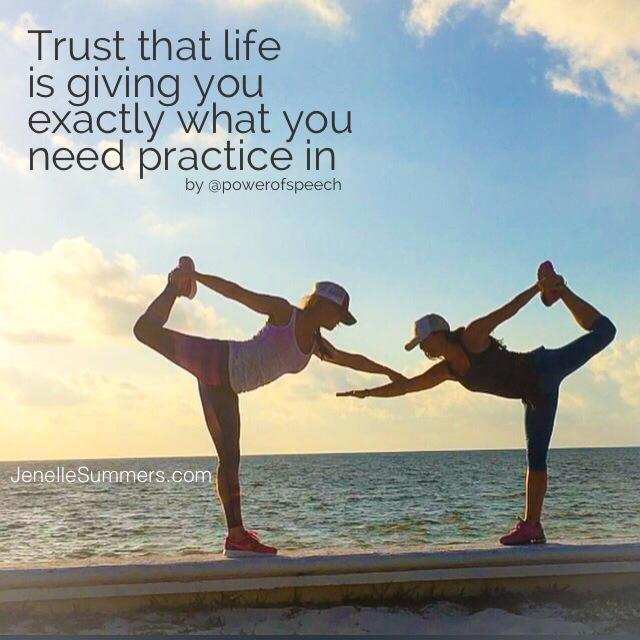 Trust that life
is giving you
exactly what you
need practice in
by @powerofspeech
JenelleSummers.com